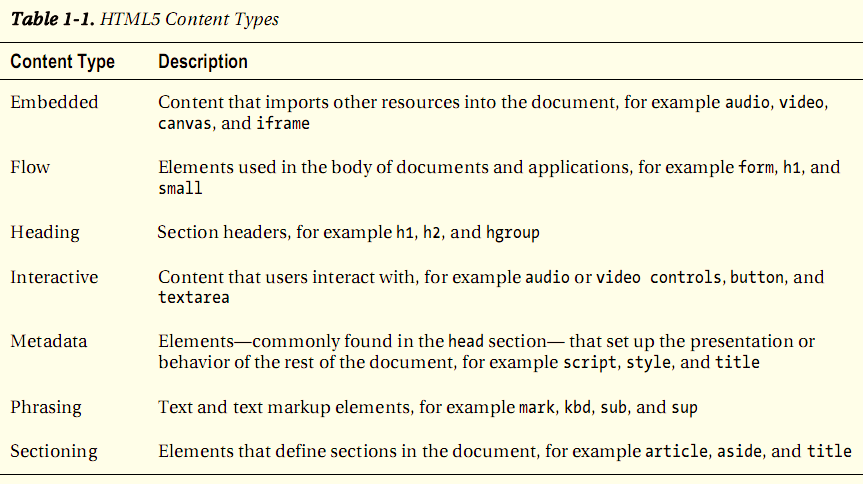 Table 1-1. HTML5 Content Types
Content Type Description
Embedded Content that imports other resources into the document, for example audio, video,
canvas, and iframe
Flow Elements used in the body of documents and applications, for example form, h1, and
small
Heading Section headers, for example h1, h2, and hgroup
Interactive Content that users interact with, for example audio or video controls, button, and
textarea
Metadata Elements—commonly found in the head section— that set up the presentation or
behavior of the rest of the document, for example script, style, and title
Phrasing Text and text markup elements, for example mark, kbd, sub, and sup
Sectioning Elements that define sections in the document, for example article, aside, and title